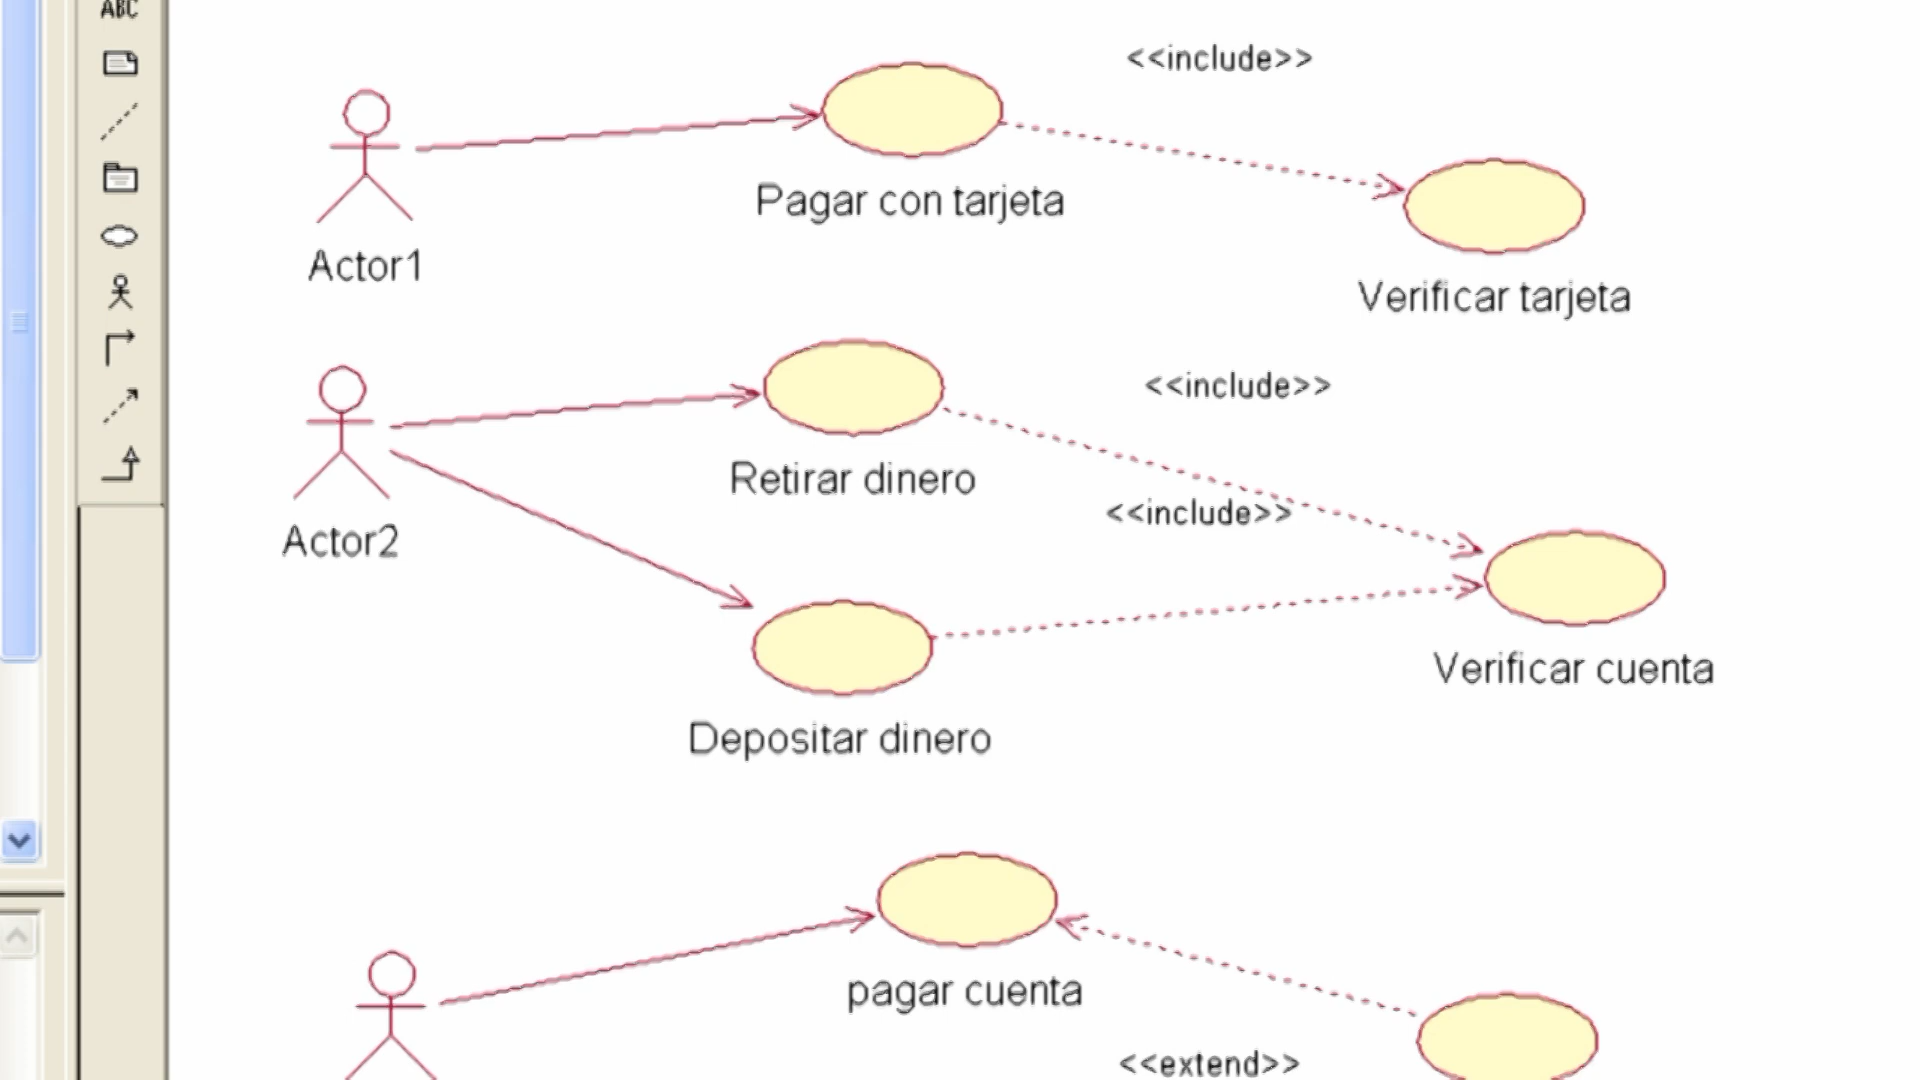 ABC
<<include>>
Pagar con tarjeta
Actor1
Verificar tarjeta
<<include>>
Retirar dinero
<<include>>
Actor2
Verificar cuenta
Depositar dinero
pagar cuenta
<<extend>>